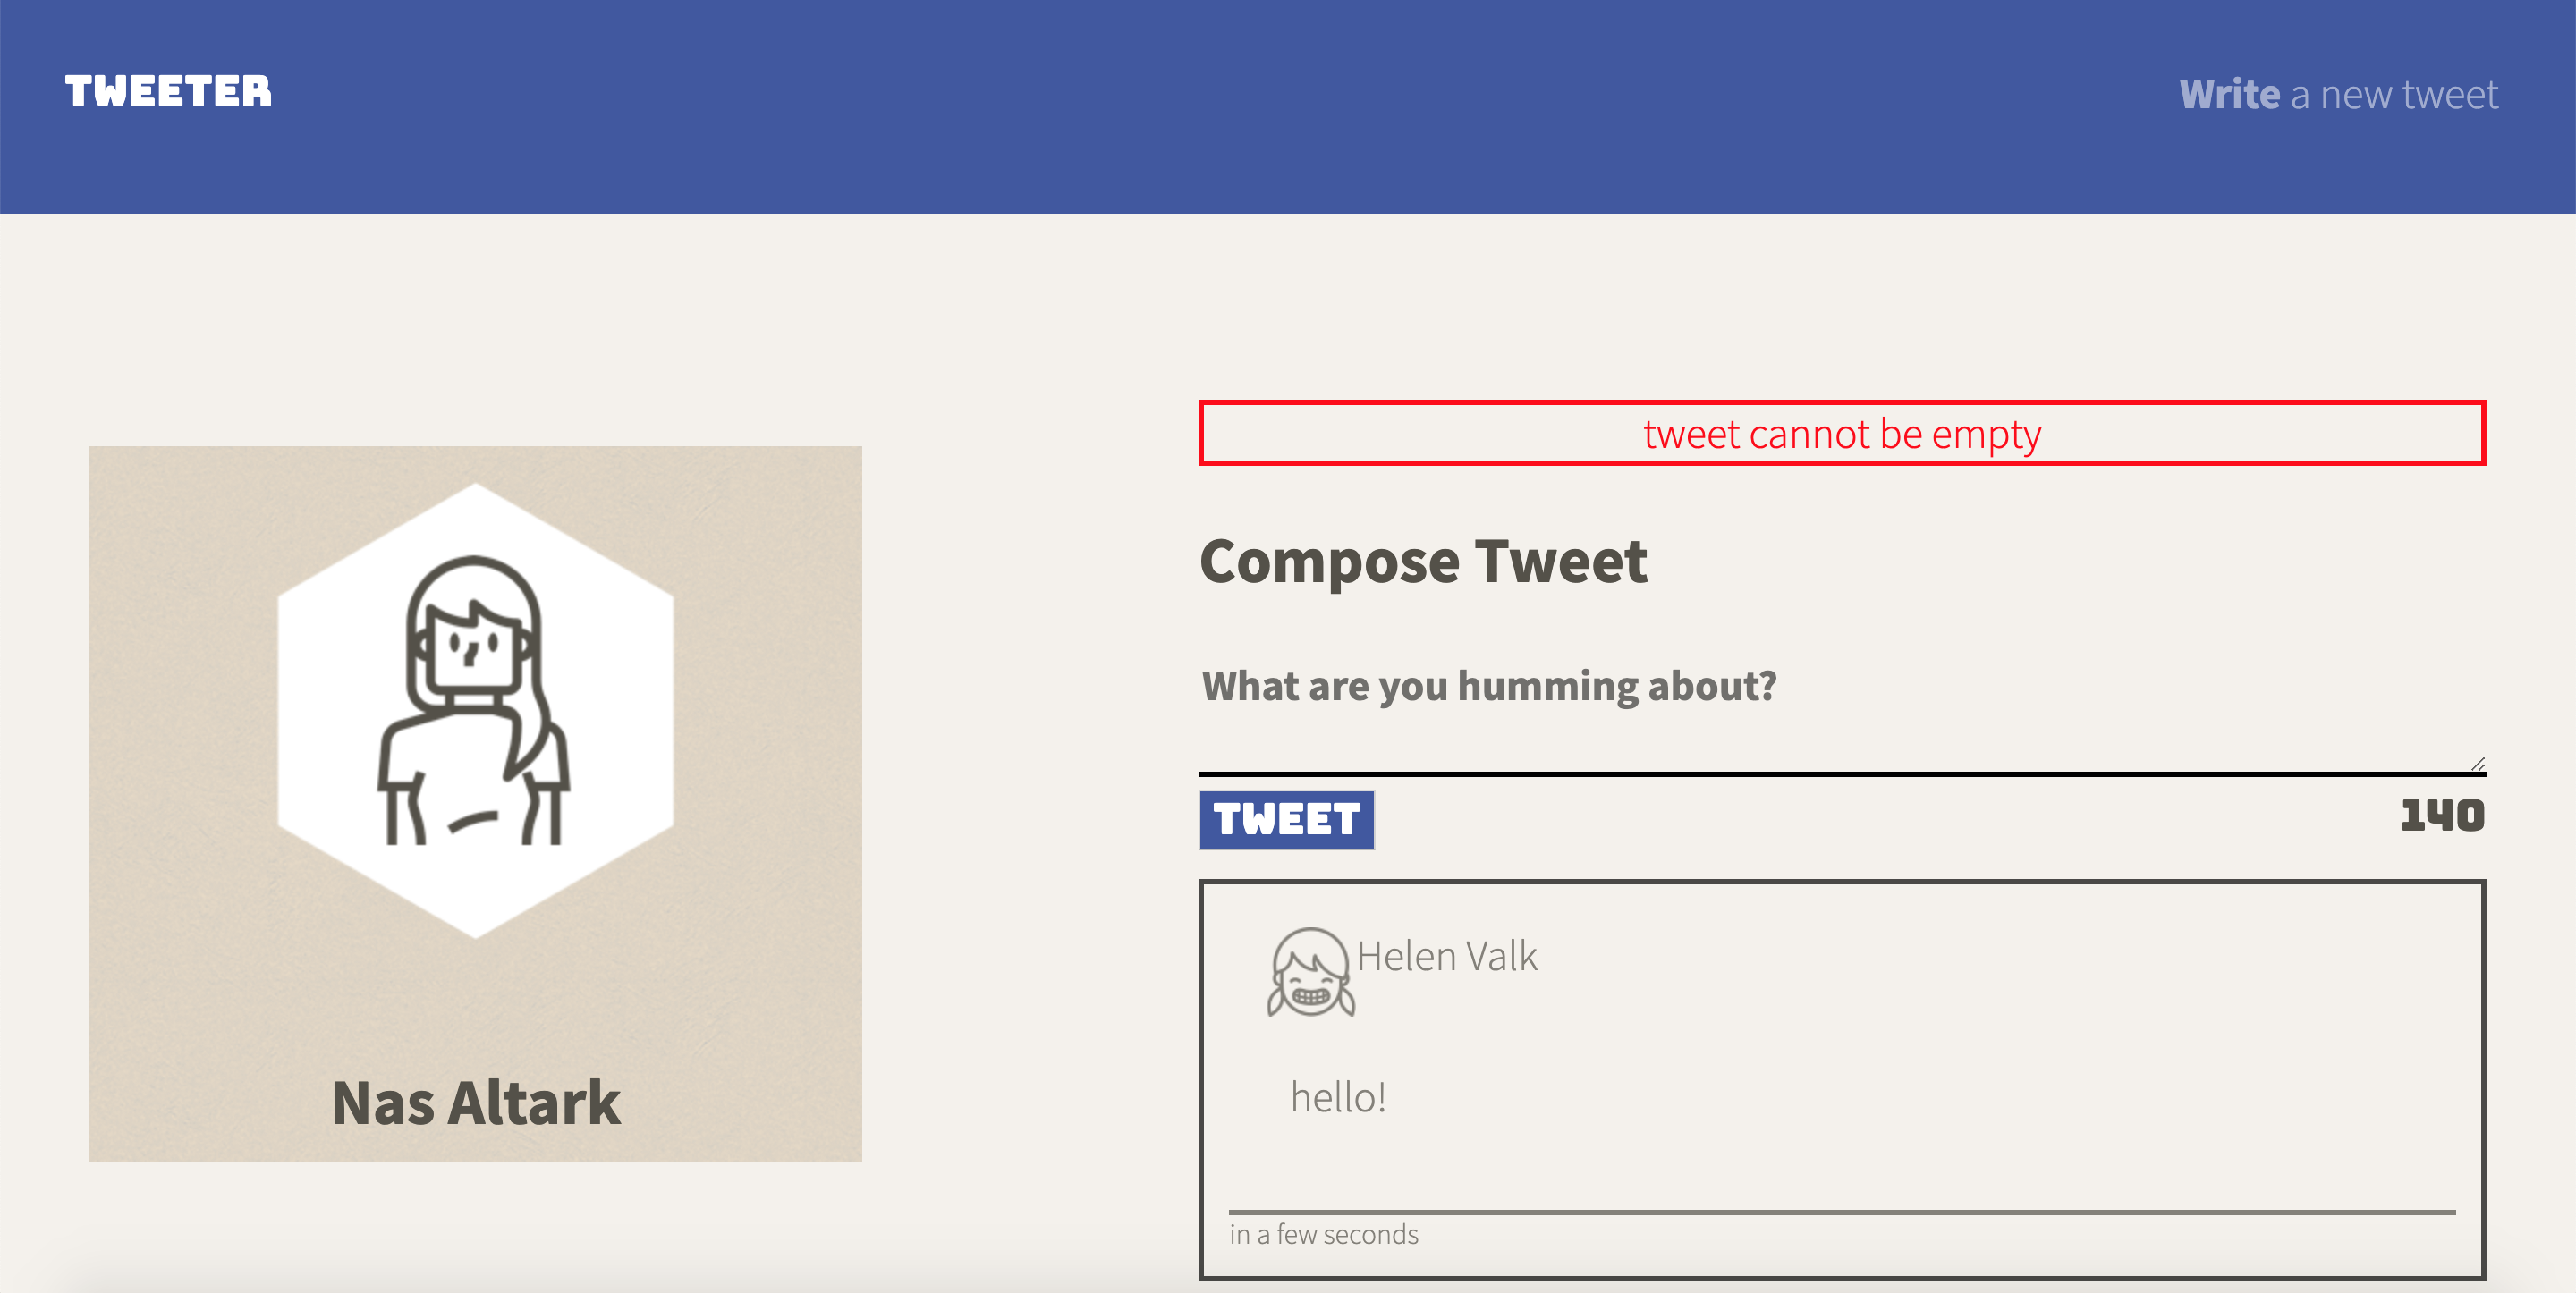 TWEETER
Write a new tweet
tweet cannot be empty
Compose Tweet
What are you humming about?
TWEET
140
Nas Altark
Helen Valk
hello!
in a few seconds